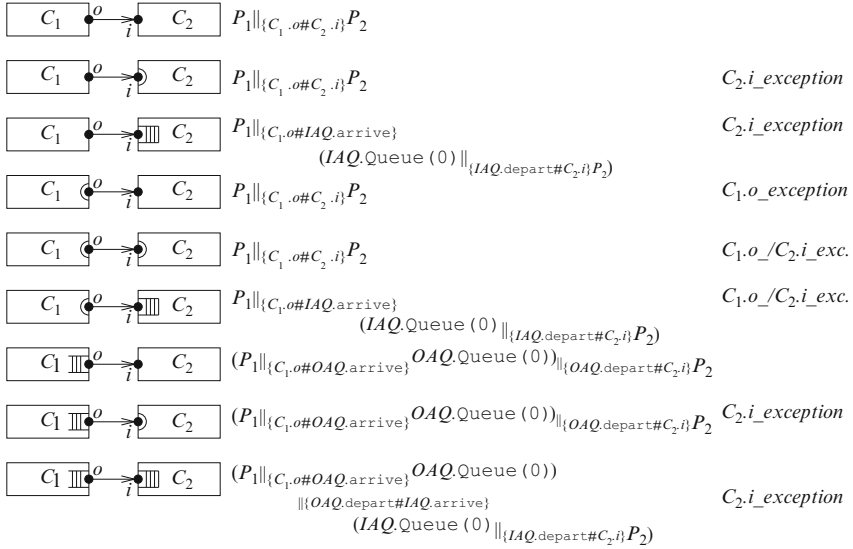 C₁ o i C₂ P₁||{C₁.o#C₂.i}P₂
C₁ o i C₂ P₁||{C₁.o#C₂.i}P₂ C₂.i_exception
C₁ o i C₂ P₁||{C₁.o#IAQ.arrive} C₂.i_exception
(IAQ.Queue(0)||{IAQ.depart#C₂.i}P₂)
C₁ o i C₂ P₁||{C₁.o#C₂.i}P₂ C₁.o_exception
C₁ o i C₂ P₁||{C₁.o#C₂.i}P₂ C₁.o_/C₂.i_exc.
C₁ o i C₂ P₁||{C₁.o#IAQ.arrive} C₁.o_/C₂.i_exc.
(IAQ.Queue(0)||{IAQ.depart#C₂.i}P₂)
C₁ o i C₂ (P₁||{C₁.o#OAQ.arrive}OAQ.Queue(0))||{OAQ.depart#C₂.i}P₂
C₁ o i C₂ (P₁||{C₁.o#OAQ.arrive}OAQ.Queue(0))||{OAQ.depart#C₂.i}P₂ C₂.i_exception
C₁ o i C₂ (P₁||{C₁.o#OAQ.arrive}OAQ.Queue(0))
||{OAQ.depart#IAQ.arrive} C₂.i_exception
(IAQ.Queue(0)||{IAQ.depart#C₂.i}P₂)